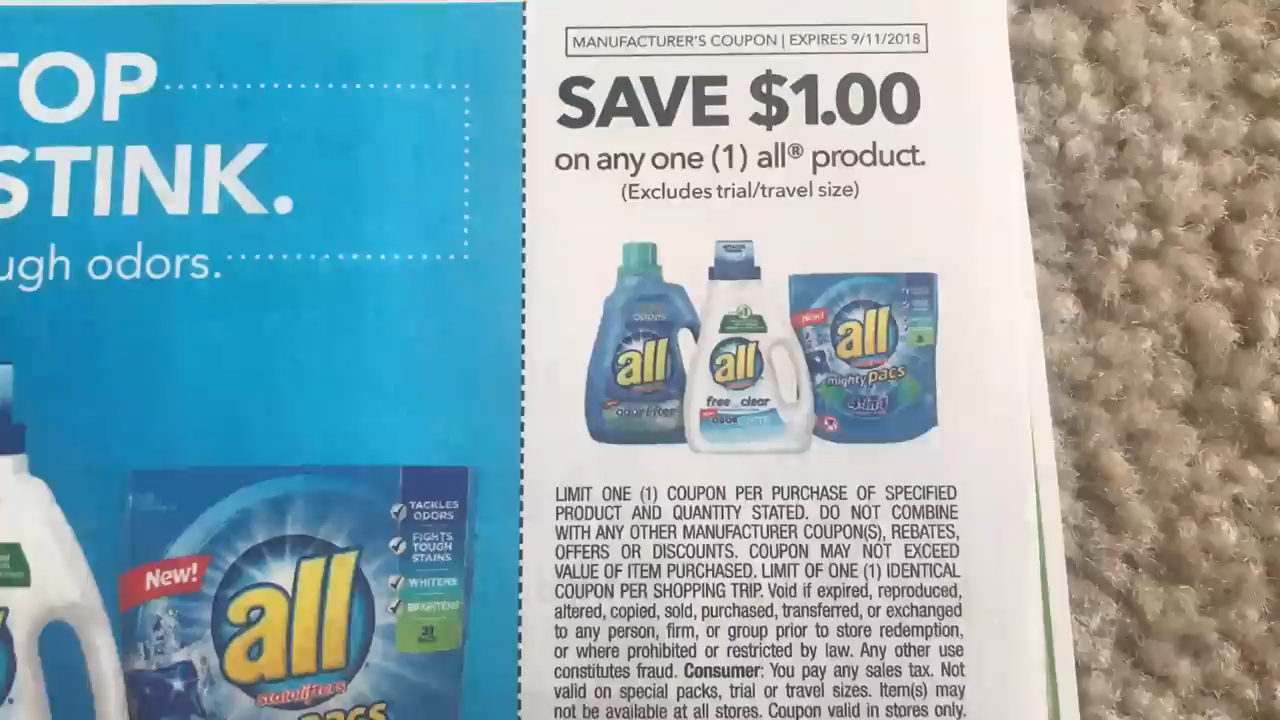 TOP
STINK.
ugh odors.
TACKLES
ODORS
FIGHTS
TOUGH
STAINS
WHITENS
BRIGHTENS
New!
all
stainlifters
pacs
MANUFACTURER'S COUPON | EXPIRES 9/11/2018
SAVE $1.00
on any one (1) all® product.
(Excludes trial/travel size)
all
odor lifter
all
free clear
ODOR
New!
all
mighty pacs
4-in-1
LIMIT ONE (1) COUPON PER PURCHASE OF SPECIFIED
PRODUCT AND QUANTITY STATED. DO NOT COMBINE
WITH ANY OTHER MANUFACTURER COUPON(S), REBATES,
OFFERS OR DISCOUNTS. COUPON MAY NOT EXCEED
VALUE OF ITEM PURCHASED. LIMIT OF ONE (1) IDENTICAL
COUPON PER SHOPPING TRIP. Void if expired, reproduced,
altered, copied, sold, purchased, transferred, or exchanged
to any person, firm, or group prior to store redemption,
or where prohibited or restricted by law. Any other use
constitutes fraud. Consumer: You pay any sales tax. Not
valid on special packs, trial or travel sizes. Item(s) may
not be available at all stores. Coupon valid in stores only.